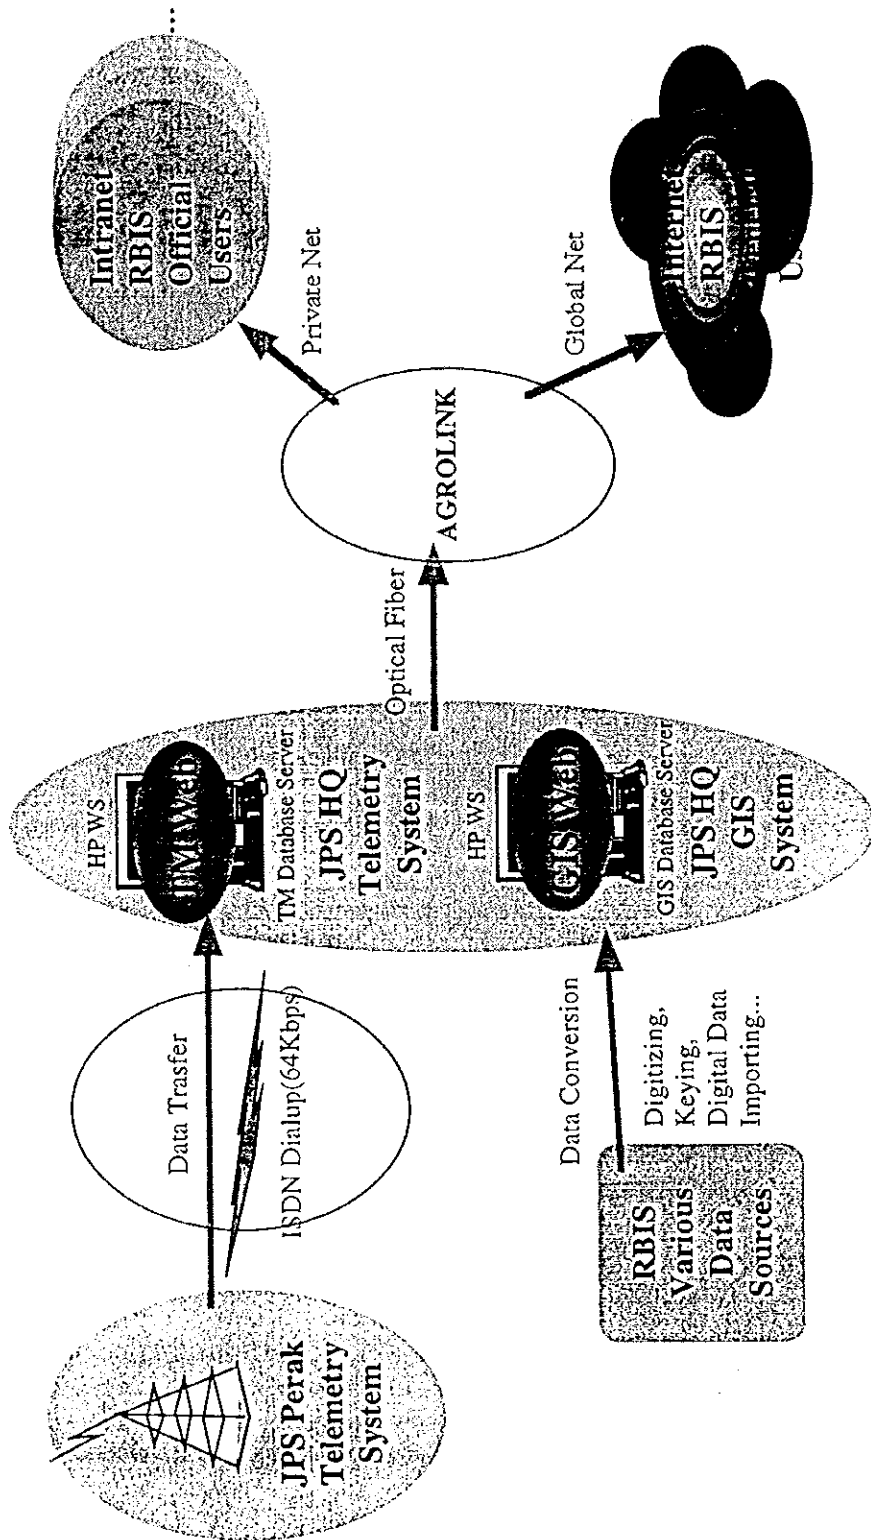 JPS Perak
Telemetry
System
Data Trasfer
ISDN Dialup(64Kbps)
RBIS
Various
Data
Sources
Data Conversion
Digitizing,
Keying,
Digital Data
Importing...
HP WS
TM Web
TM Database Server
JPS HQ
Telemetry
System
HP WS
GIS Web
GIS Database Server
JPS HQ
GIS
System
Optical Fiber
AGROLINK
Private Net
Global Net
Intranet
RBIS
Official
Users
...
Internet
RBIS